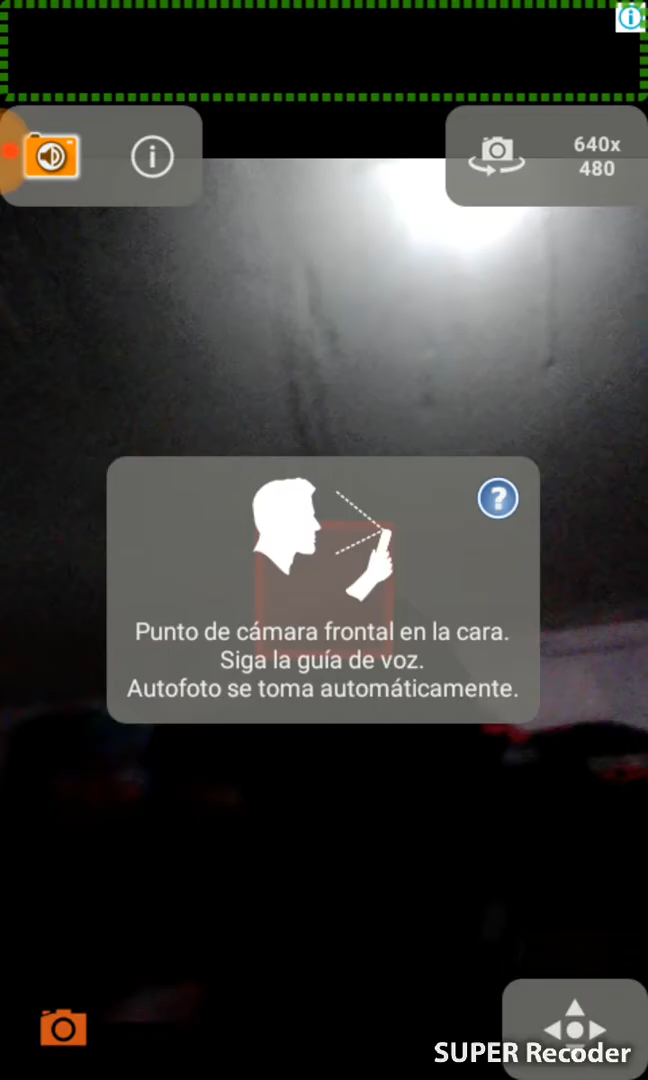 640x
480
Punto de cámara frontal en la cara.
Siga la guía de voz.
Autofoto se toma automáticamente.
SUPER Recoder